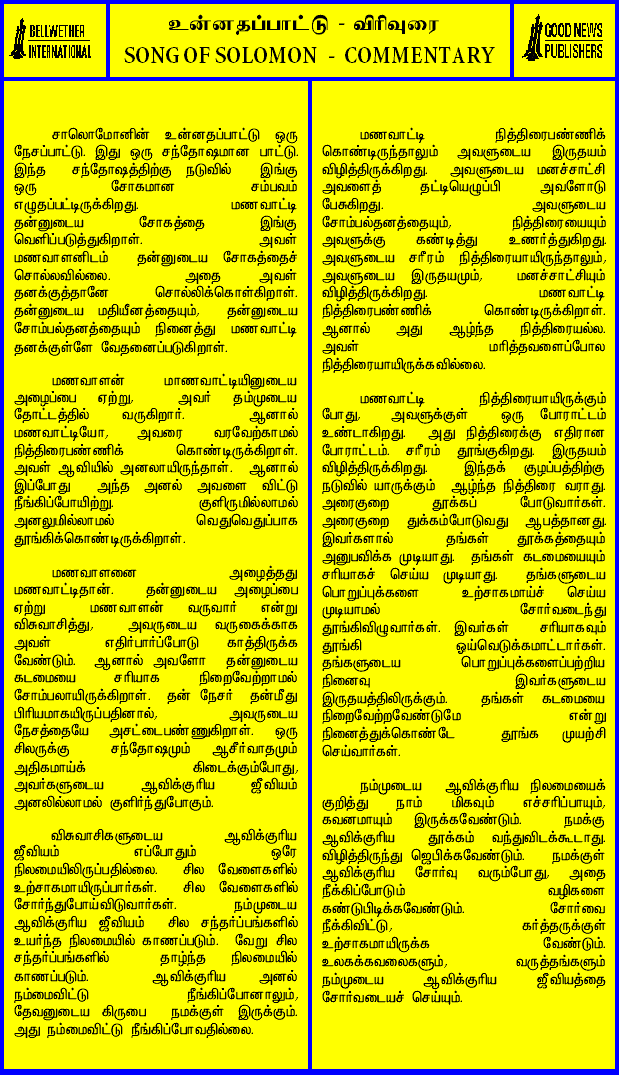 BELLWETHER
INTERNATIONAL
உன்னதப்பாட்டு - விரிவுரை
SONG OF SOLOMON - COMMENTARY
GOOD NEWS
PUBLISHERS
சாலொமோனின் உன்னதப்பாட்டு ஒரு
நேசப்பாட்டு. இது ஒரு சந்தோஷமான பாட்டு.
இந்த சந்தோஷத்திற்கு நடுவில் இங்கு
ஒரு சோகமான சம்பவம்
எழுதப்பட்டிருக்கிறது. மணவாட்டி
தன்னுடைய சோகத்தை இங்கு
வெளிப்படுத்துகிறாள். அவள்
மணவாளனிடம் தன்னுடைய சோகத்தைச்
சொல்லவில்லை. அதை அவள்
தனக்குத்தானே சொல்லிக்கொள்கிறாள்.
தன்னுடைய மதியீனத்தையும், தன்னுடைய
சோம்பல்தனத்தையும் நினைத்து மணவாட்டி
தனக்குள்ளே வேதனைப்படுகிறாள்.
மணவாளன் மாணவாட்டியினுடைய
அழைப்பை ஏற்று, அவர் தம்முடைய
தோட்டத்தில் வருகிறார். ஆனால்
மணவாட்டியோ, அவரை வரவேற்காமல்
நித்திரைபண்ணிக் கொண்டிருக்கிறாள்.
அவள் ஆவியில் அனலாயிருந்தாள். ஆனால்
இப்போது அந்த அனல் அவளை விட்டு
நீங்கிப்போயிற்று. குளிருமில்லாமல்
அனலுமில்லாமல் வெதுவெதுப்பாக
தூங்கிக்கொண்டிருக்கிறாள்.
மணவாளனை அழைத்தது
மணவாட்டிதான். தன்னுடைய அழைப்பை
ஏற்று மணவாளன் வருவார் என்று
விசுவாசித்து, அவருடைய வருகைக்காக
அவள் எதிர்பார்ப்போடு காத்திருக்க
வேண்டும். ஆனால் அவளோ தன்னுடைய
கடமையை சரியாக நிறைவேற்றாமல்
சோம்பலாயிருக்கிறாள். தன் நேசர் தன்மீது
பிரியமாகயிருப்பதினால், அவருடைய
நேசத்தையே அசட்டைபண்ணுகிறாள். ஒரு
சிலருக்கு சந்தோஷமும் ஆசீர்வாதமும்
அதிகமாய்க் கிடைக்கும்போது,
அவர்களுடைய ஆவிக்குரிய ஜீவியம்
அனலில்லாமல் குளிர்ந்துபோகும்.
விசுவாசிகளுடைய ஆவிக்குரிய
ஜீவியம் எப்போதும் ஒரே
நிலமையிலிருப்பதில்லை. சில வேளைகளில்
உற்சாகமாயிருப்பார்கள். சில வேளைகளில்
சோர்ந்துபோய்விடுவார்கள். நம்முடைய
ஆவிக்குரிய ஜீவியம் சில சந்தர்ப்பங்களில்
உயர்ந்த நிலமையில் காணப்படும். வேறு சில
சந்தர்ப்பங்களில் தாழ்ந்த நிலமையில்
காணப்படும். ஆவிக்குரிய அனல்
நம்மைவிட்டு நீங்கிப்போனாலும்,
தேவனுடைய கிருபை நமக்குள் இருக்கும்.
அது நம்மைவிட்டு நீங்கிப்போவதில்லை.
மணவாட்டி நித்திரைபண்ணிக்
கொண்டிருந்தாலும் அவளுடைய இருதயம்
விழித்திருக்கிறது. அவளுடைய மனச்சாட்சி
அவளைத் தட்டியெழுப்பி அவளோடு
பேசுகிறது. அவளுடைய
சோம்பல்தனத்தையும், நித்திரையையும்
அவளுக்கு கண்டித்து உணர்த்துகிறது.
அவளுடைய சரீரம் நித்திரையாயிருந்தாலும்,
அவளுடைய இருதயமும், மனச்சாட்சியும்
விழித்திருக்கிறது. மணவாட்டி
நித்திரைபண்ணிக் கொண்டிருக்கிறாள்.
ஆனால் அது ஆழ்ந்த நித்திரையல்ல.
அவள் மரித்தவளைப்போல
நித்திரையாயிருக்கவில்லை.
மணவாட்டி நித்திரையாயிருக்கும்
போது, அவளுக்குள் ஒரு போராட்டம்
உண்டாகிறது. அது நித்திரைக்கு எதிரான
போராட்டம். சரீரம் தூங்குகிறது. இருதயம்
விழித்திருக்கிறது. இந்தக் குழப்பத்திற்கு
நடுவில் யாருக்கும் ஆழ்ந்த நித்திரை வராது.
அரைகுறை தூக்கப் போடுவார்கள்.
அரைகுறை துக்கம்போடுவது ஆபத்தானது.
இவர்களால் தங்கள் தூக்கத்தையும்
அனுபவிக்க முடியாது. தங்கள் கடமையையும்
சரியாகச் செய்ய முடியாது. தங்களுடைய
பொறுப்புக்களை உற்சாகமாய்ச் செய்ய
முடியாமல் சோர்வடைந்து
தூங்கிவிழுவார்கள். இவர்கள் சரியாகவும்
தூங்கி ஒய்வெடுக்கமாட்டார்கள்.
தங்களுடைய பொறுப்புக்களைப்பற்றிய
நினைவு இவர்களுடைய
இருதயத்திலிருக்கும். தங்கள் கடமையை
நிறைவேற்றவேண்டுமே என்று
நினைத்துக்கொண்டே தூங்க முயற்சி
செய்வார்கள்.
நம்முடைய ஆவிக்குரிய நிலமையைக்
குறித்து நாம் மிகவும் எச்சரிப்பாயும்,
கவனமாயும் இருக்கவேண்டும். நமக்கு
ஆவிக்குரிய தூக்கம் வந்துவிடக்கூடாது.
விழித்திருந்து ஜெபிக்கவேண்டும். நமக்குள்
ஆவிக்குரிய சோர்வு வரும்போது, அதை
நீக்கிப்போடும் வழிகளை
கண்டுபிடிக்கவேண்டும். சோர்வை
நீக்கிவிட்டு, கர்த்தருக்குள்
உற்சாகமாயிருக்க வேண்டும்.
உலகக்கவலைகளும், வருத்தங்களும்
நம்முடைய ஆவிக்குரிய ஜீவியத்தை
சோர்வடையச் செய்யும்.